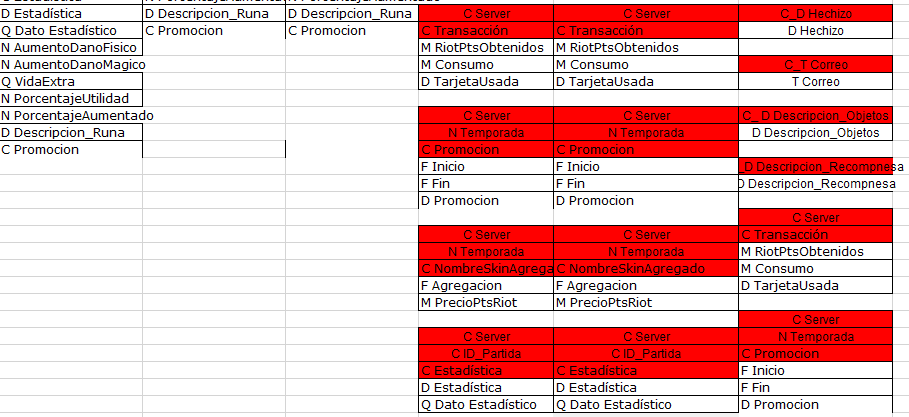 D Estadística D Descripcion_Runa D Descripcion_Runa C Server C Server C_D Hechizo
Q Dato Estadístico C Promocion C Promocion C Transacción C Transacción D Hechizo
N AumentoDanoFisico M RiotPtsObtenidos M RiotPtsObtenidos
N AumentoDanoMagico M Consumo M Consumo C_T Correo
Q VidaExtra D TarjetaUsada D TarjetaUsada T Correo
N PorcentajeUtilidad
N PorcentajeAumentado C Server C Server C_ D Descripcion_Objetos
D Descripcion_Runa N Temporada N Temporada D Descripcion_Objetos
C Promocion C Promocion C Promocion
F Inicio F Inicio _D Descripcion_Recompnesa
F Fin F Fin D Descripcion_Recompnesa
D Promocion D Promocion
C Server
C Server C Server C Transacción
N Temporada N Temporada M RiotPtsObtenidos
C NombreSkinAgrega C NombreSkinAgregado M Consumo
F Agregacion F Agregacion D TarjetaUsada
M PrecioPtsRiot M PrecioPtsRiot
C Server
C Server C Server N Temporada
C ID_Partida C ID_Partida C Promocion
C Estadística C Estadística F Inicio
D Estadística D Estadística F Fin
Q Dato Estadístico Q Dato Estadístico D Promocion